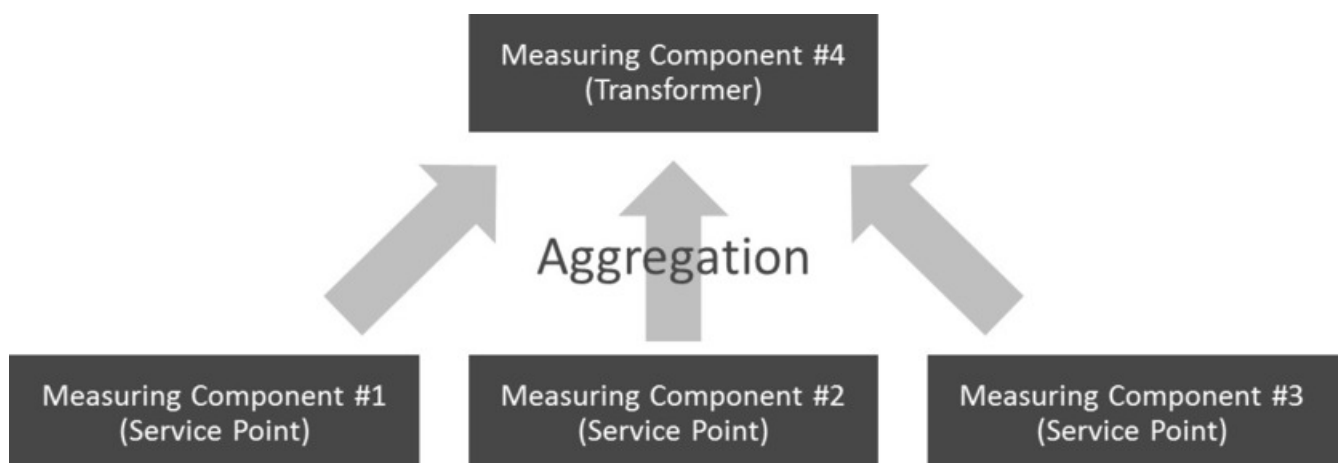 Measuring Component #4
(Transformer)
Aggregation
Measuring Component #1
(Service Point)
Measuring Component #2
(Service Point)
Measuring Component #3
(Service Point)